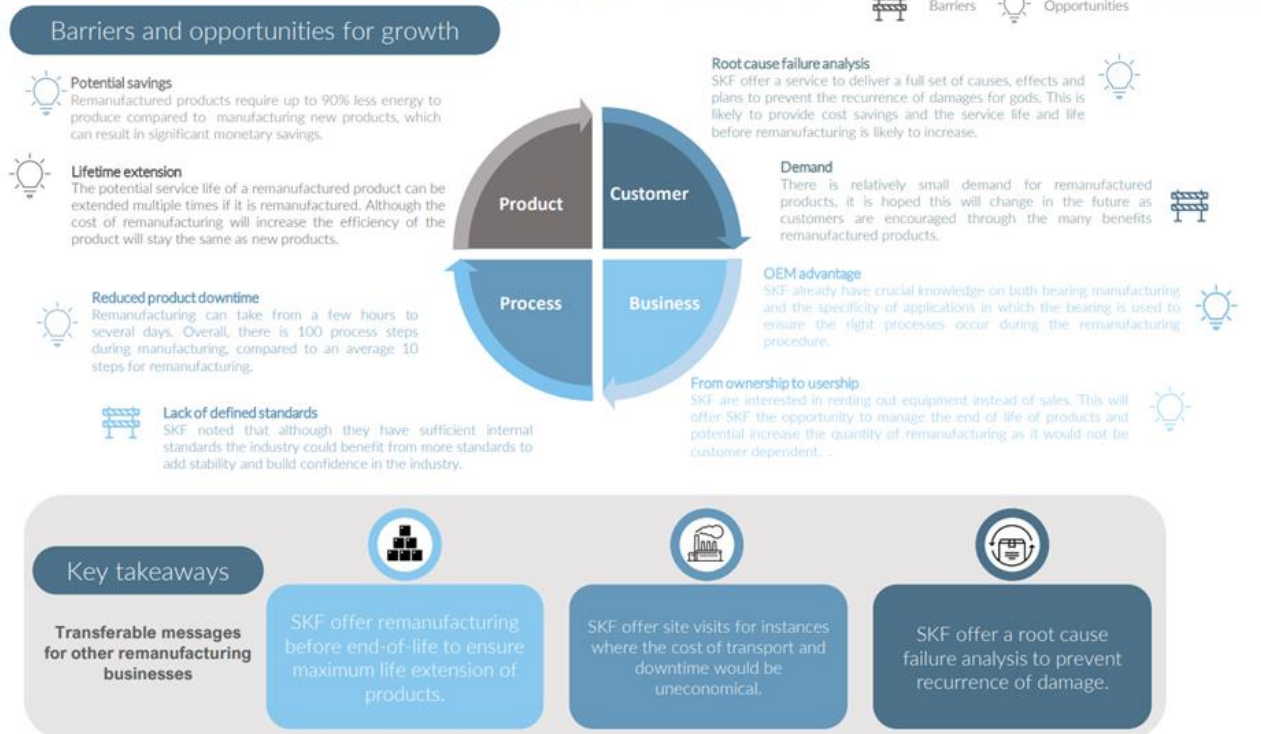 Barriers Opportunities
Barriers and opportunities for growth
Potential savings
Remanufactured products require up to 90% less energy to
produce compared to manufacturing new products, which
can result in significant monetary savings.
Lifetime extension
The potential service life of a remanufactured product can be
extended multiple times if it is remanufactured. Although the
cost of remanufacturing will increase the efficiency of the
product will stay the same as new products.
Reduced product downtime
Remanufacturing can take from a few hours to
several days. Overall, there is 100 process steps
during manufacturing, compared to an average 10
steps for remanufacturing.
Lack of defined standards
SKF noted that although they have sufficient internal
standards the industry could benefit from more standards to
add stability and build confidence in the industry.
Product
Customer
Process
Business
Root cause failure analysis
SKF offer a service to deliver a full set of causes, effects and
plans to prevent the recurrence of damages for gods. This is
likely to provide cost savings and the service life and life
before remanufacturing is likely to increase.
Demand
There is relatively small demand for remanufactured
products, it is hoped this will change in the future as
customers are encouraged through the many benefits
remanufactured products.
OEM advantage
SKF already have crucial knowledge on both bearing manufacturing
and the specificity of applications in which the bearing is used to
ensure the right processes occur during the remanufacturing
procedure.
From ownership to usership
SKF are interested in renting out equipment instead of sales. This will
offer SKF the opportunity to manage the end of life of products and
potential increase the quantity of remanufacturing as it would not be
customer dependent. .
Key takeaways
Transferable messages
for other remanufacturing
businesses
SKF offer remanufacturing
before end-of-life to ensure
maximum life extension of
products.
SKF offer site visits for instances
where the cost of transport and
downtime would be
uneconomical.
SKF offer a root cause
failure analysis to prevent
recurrence of damage.